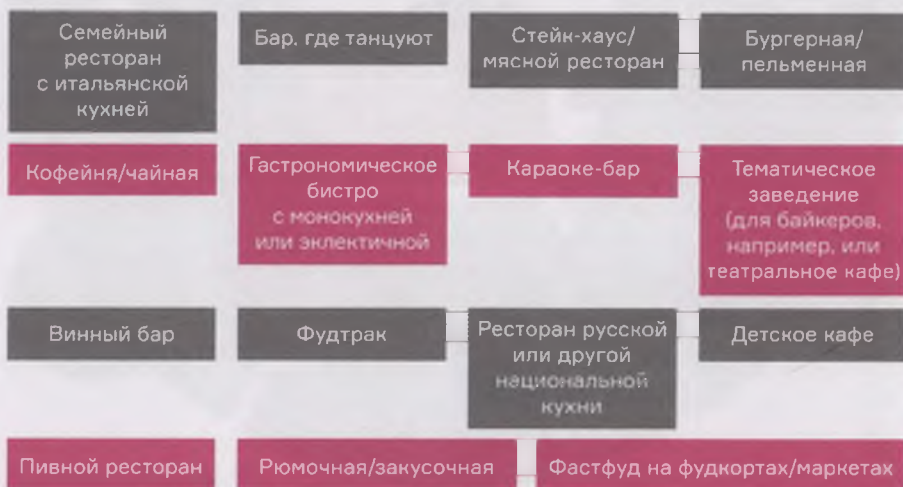 Семейный
ресторан
с итальянской
кухней
Бар. где танцуют
Стейк-хаус/
мясной ресторан
Бургерная/
пельменная
Кофейня/чайная
Гастрономическое
бистро
с монокухней
или эклектичной
Караоке-бар
Тематическое
заведение
(для байкеров,
например, или
театральное кафе)
Винный бар
Фудтрак
Ресторан русской
или другой
национальной
кухни
Детское кафе
Пивной ресторан
Рюмочная/закусочная
Фастфуд на фудкортах/маркетах